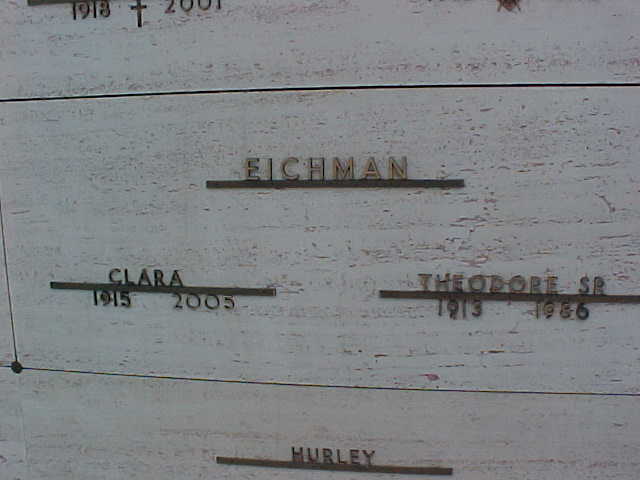 1918 2001
EICHMAN
CLARA
1915 2005
THEODORE SR
1913 1986
HURLEY